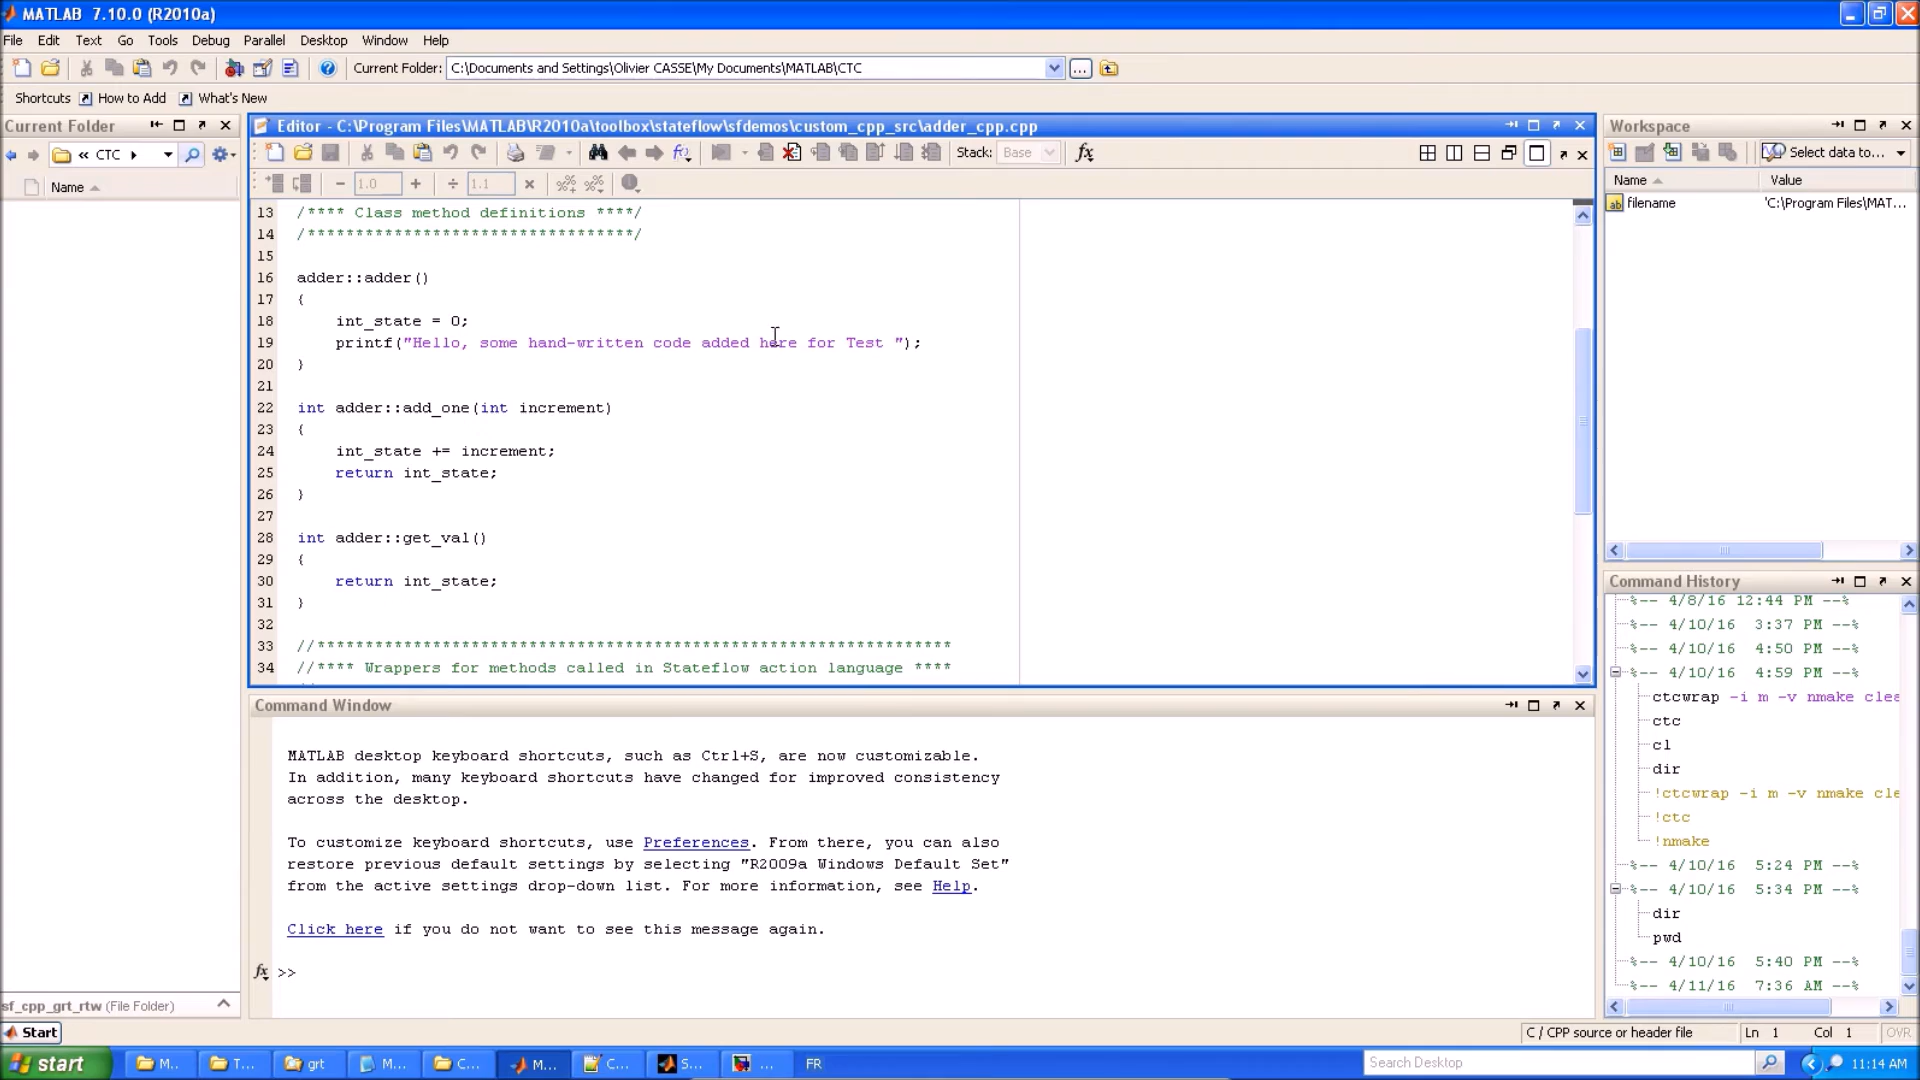 MATLAB 7.10.0 (R2010a)
File Edit Text Go Tools Debug Parallel Desktop Window Help
Current Folder: C:\Documents and Settings\Olivier CASSE\My Documents\MATLAB\CTC
Shortcuts How to Add What's New
Current Folder
« CTC
Name
sf_cpp_grt_rtw (File Folder)
Editor - C:\Program Files\MATLAB\R2010a\toolbox\stateflow\sfdemos\custom_cpp_src\adder_cpp.cpp
Stack: Base
1.0 1.1
13 /**** Class method definitions ****/
14 /**********************************/
15
16 adder::adder()
17 {
18 int_state = 0;
19 printf("Hello, some hand-written code added here for Test ");
20 }
21
22 int adder::add_one(int increment)
23 {
24 int_state += increment;
25 return int_state;
26 }
27
28 int adder::get_val()
29 {
30 return int_state;
31 }
32
33 //******************************************************************
34 //**** Wrappers for methods called in Stateflow action language ****
Command Window
MATLAB desktop keyboard shortcuts, such as Ctrl+S, are now customizable.
In addition, many keyboard shortcuts have changed for improved consistency
across the desktop.
To customize keyboard shortcuts, use Preferences. From there, you can also
restore previous default settings by selecting "R2009a Windows Default Set"
from the active settings drop-down list. For more information, see Help.
Click here if you do not want to see this message again.
fx >>
Workspace
Select data to...
Name Value
filename 'C:\Program Files\MAT...
Command History
%-- 4/8/16 12:44 PM --%
%-- 4/10/16 3:37 PM --%
%-- 4/10/16 4:50 PM --%
%-- 4/10/16 4:59 PM --%
ctcwrap -i m -v nmake clea
ctc
cl
dir
!ctcwrap -i m -v nmake cle
!ctc
!nmake
%-- 4/10/16 5:24 PM --%
%-- 4/10/16 5:34 PM --%
dir
pwd
%-- 4/10/16 5:40 PM --%
%-- 4/11/16 7:36 AM --%
Start
C / CPP source or header file Ln 1 Col 1 OVR
start M... T... grt M... C... M... C... S... ... FR Search Desktop 11:14 AM